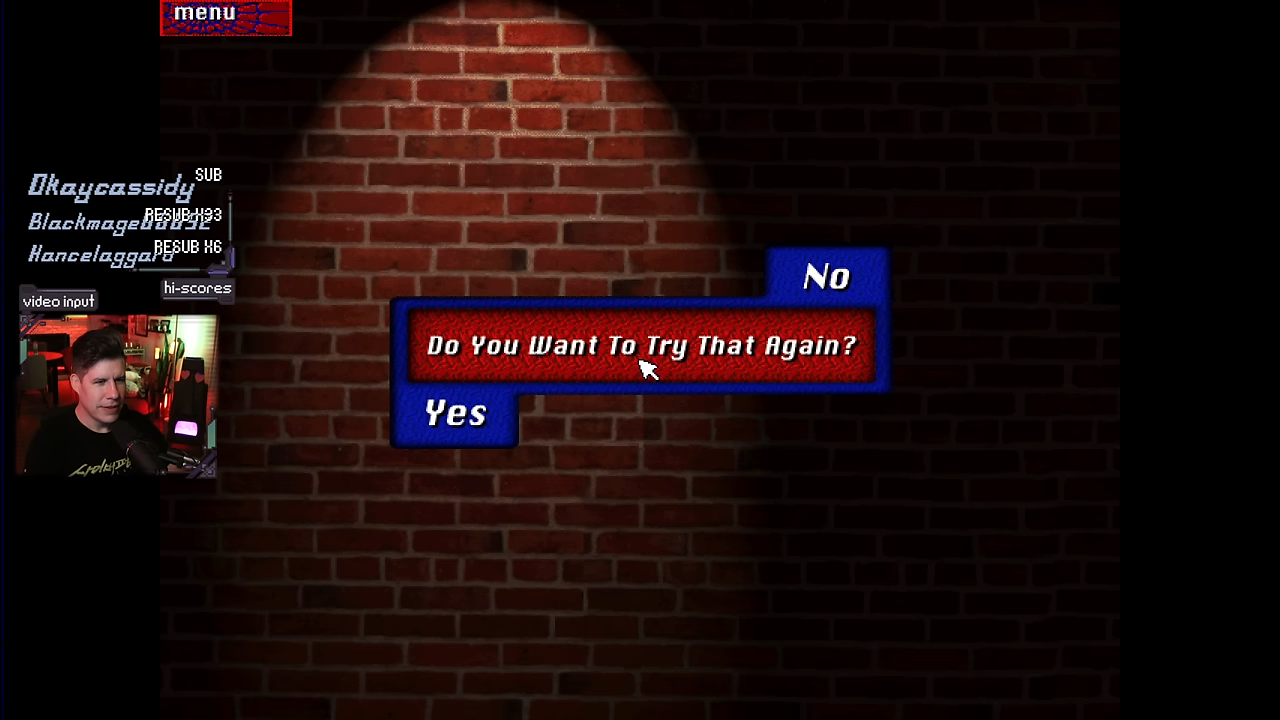 menu
SUB
Okaycassidy
RESUB X33
RESUB X6
video input
hi-scores
No
Do You Want To Try That Again?
Yes